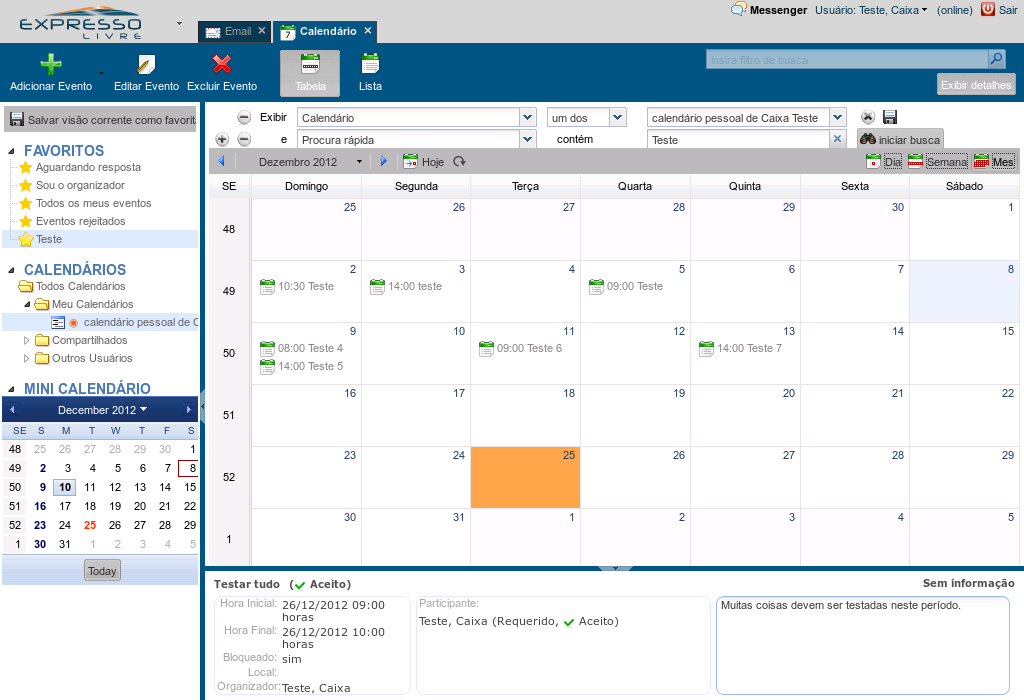 EXPRESSO
LIVRE
Email
Calendário
Messenger Usuário: Teste, Caixa (online) Sair
Adicionar Evento Editar Evento Excluir Evento Tabela Lista
insira filtro de busca
Exibir detalhes
Salvar visão corrente como favorit
FAVORITOS
Aguardando resposta
Sou o organizador
Todos os meus eventos
Eventos rejeitados
Teste
CALENDÁRIOS
Todos Calendários
Meu Calendários
calendário pessoal de C
Compartilhados
Outros Usuários
MINI CALENDÁRIO
December 2012
SE S M T W T F S
48 25 26 27 28 29 30 1
49 2 3 4 5 6 7 8
50 9 10 11 12 13 14 15
51 16 17 18 19 20 21 22
52 23 24 25 26 27 28 29
1 30 31 1 2 3 4 5
Today
Exibir Calendário um dos calendário pessoal de Caixa Teste
e Procura rápida contém Teste iniciar busca
Dezembro 2012 Hoje Dia Semana Mes
SE Domingo Segunda Terça Quarta Quinta Sexta Sábado
25 26 27 28 29 30 1
48
2 3 4 5 6 7 8
49 10:30 Teste 14:00 teste 09:00 Teste
9 10 11 12 13 14 15
50 08:00 Teste 4 09:00 Teste 6 14:00 Teste 7
14:00 Teste 5
16 17 18 19 20 21 22
51
23 24 25 26 27 28 29
52
30 31 1 2 3 4 5
1
Testar tudo (Aceito)
Sem informação
Hora Inicial: 26/12/2012 09:00
horas
Hora Final: 26/12/2012 10:00
horas
Bloqueado: sim
Local:
Organizador: Teste, Caixa
Participante:
Teste, Caixa (Requerido, Aceito)
Muitas coisas devem ser testadas neste período.